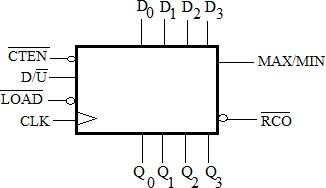 D0 D1 D2 D3
CTEN
D/U
LOAD
CLK
MAX/MIN
RCO
Q0 Q1 Q2 Q3